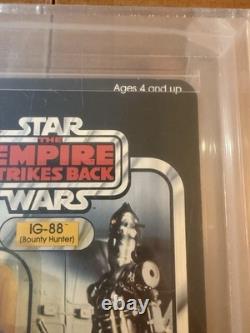 Ages 4 and up
STAR
THE
EMPIRE
STRIKES BACK
WARS
IG-88
(Bounty Hunter)